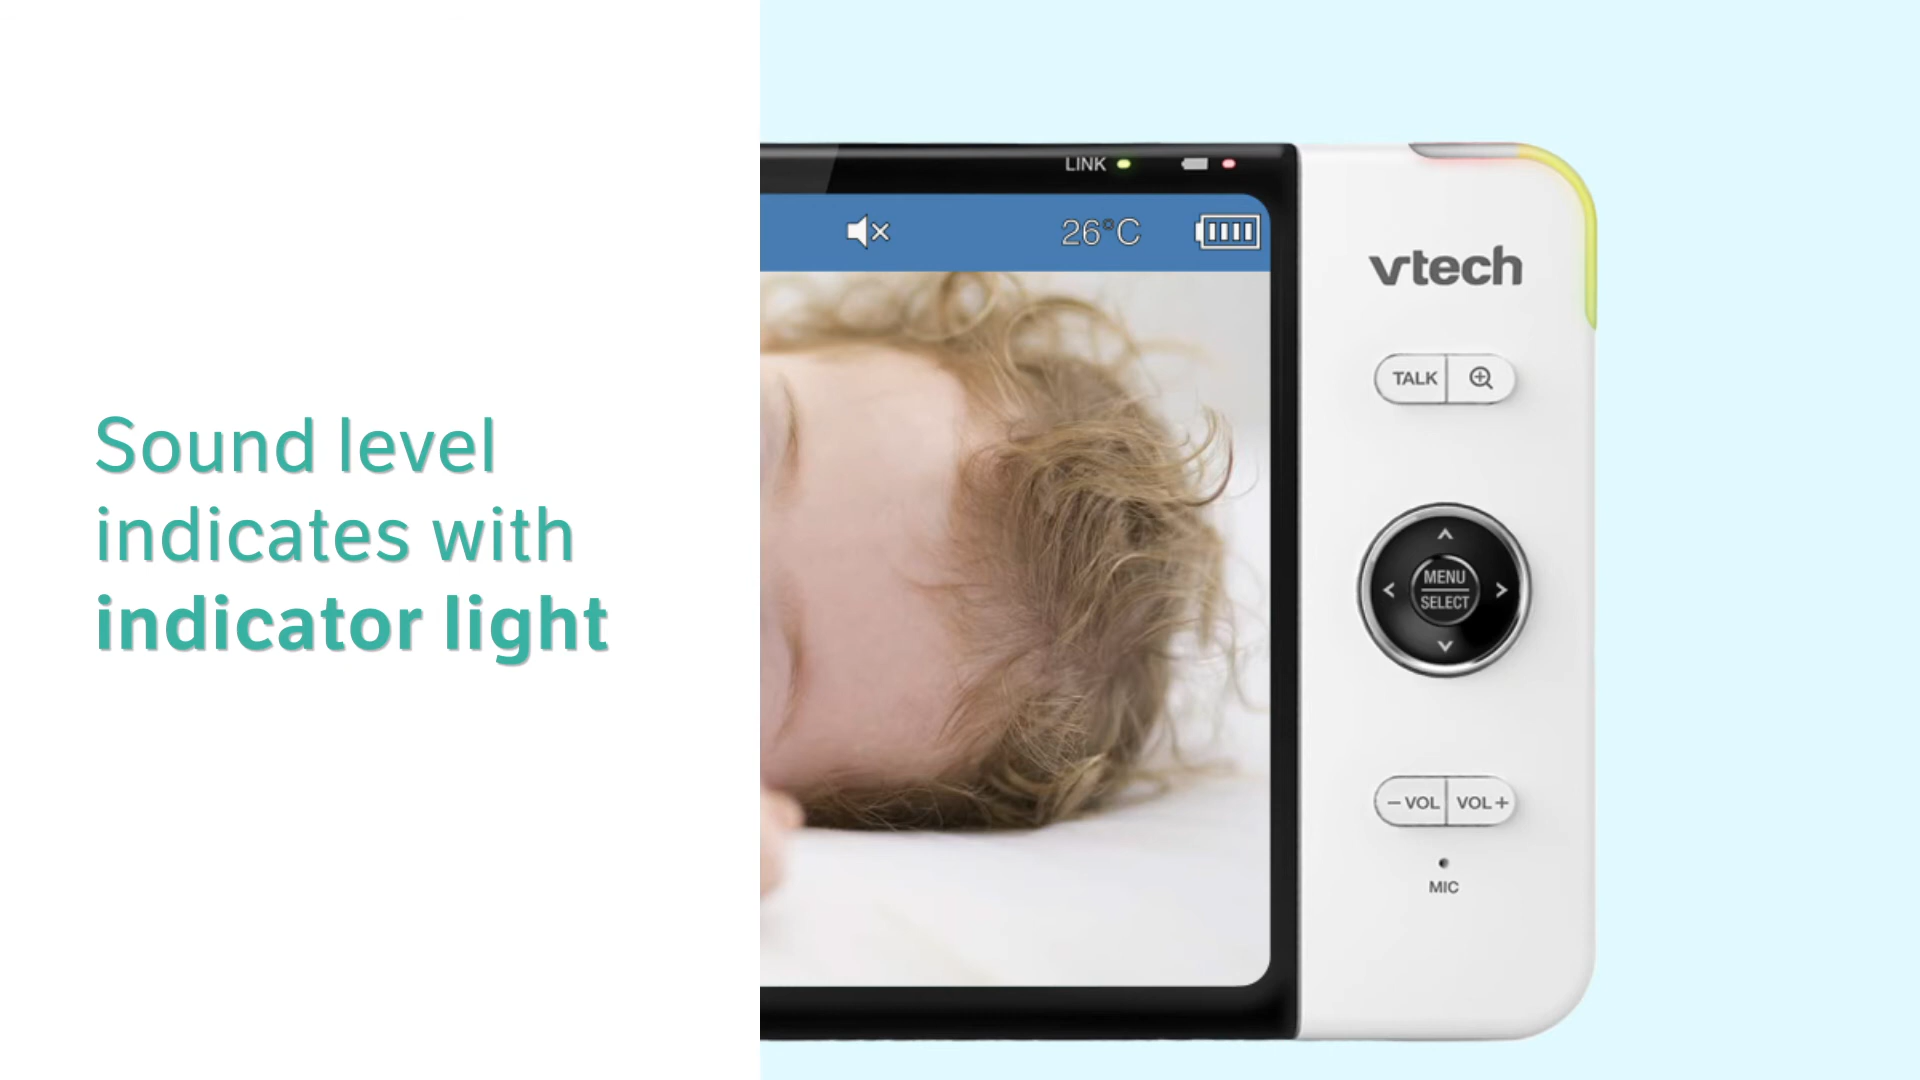 Sound level
indicates with
indicator light
LINK
26°C
vtech
TALK
MENU
SELECT
− VOL VOL +
MIC